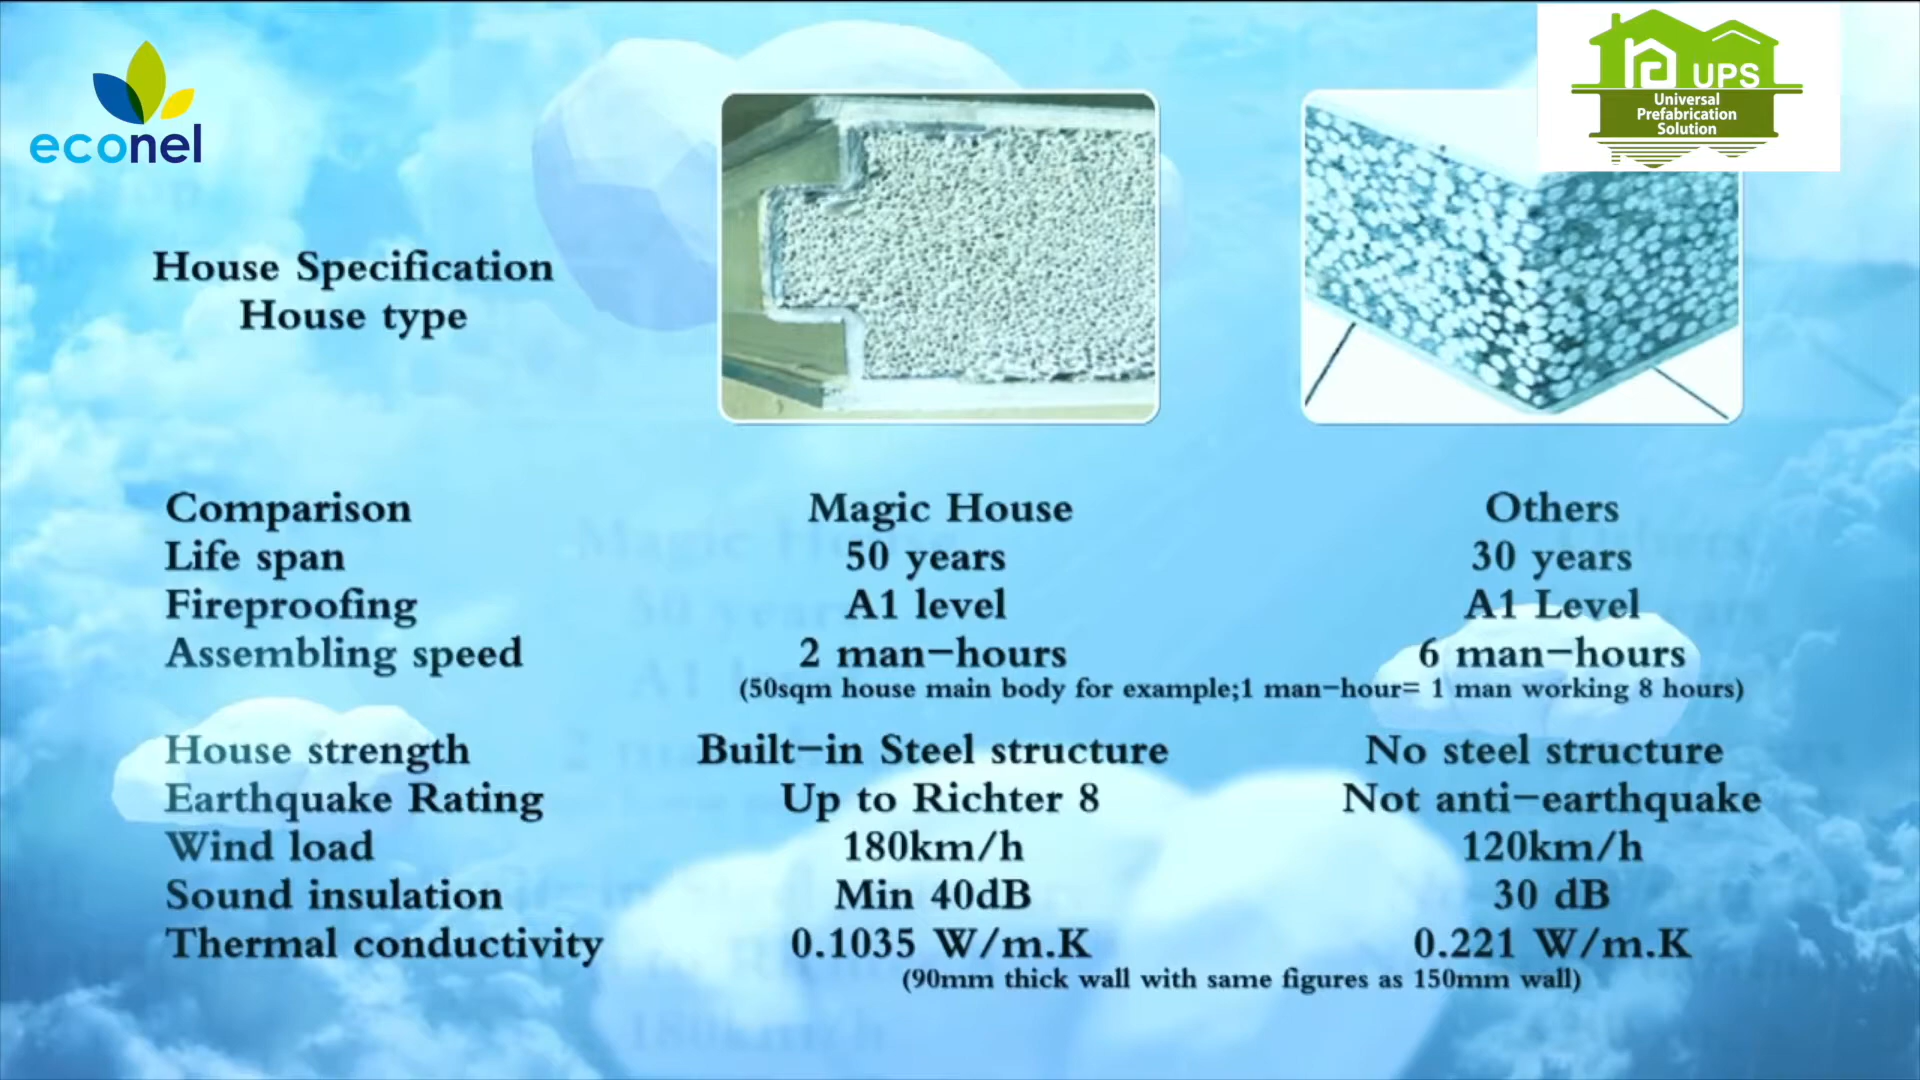 econel
UPS
Universal
Prefabrication
Solution
House Specification
House type
Comparison Magic House Others
Life span 50 years 30 years
Fireproofing A1 level A1 Level
Assembling speed 2 man-hours 6 man-hours
(50sqm house main body for example;1 man-hour= 1 man working 8 hours)
House strength Built-in Steel structure No steel structure
Earthquake Rating Up to Richter 8 Not anti-earthquake
Wind load 180km/h 120km/h
Sound insulation Min 40dB 30 dB
Thermal conductivity 0.1035 W/m.K 0.221 W/m.K
(90mm thick wall with same figures as 150mm wall)